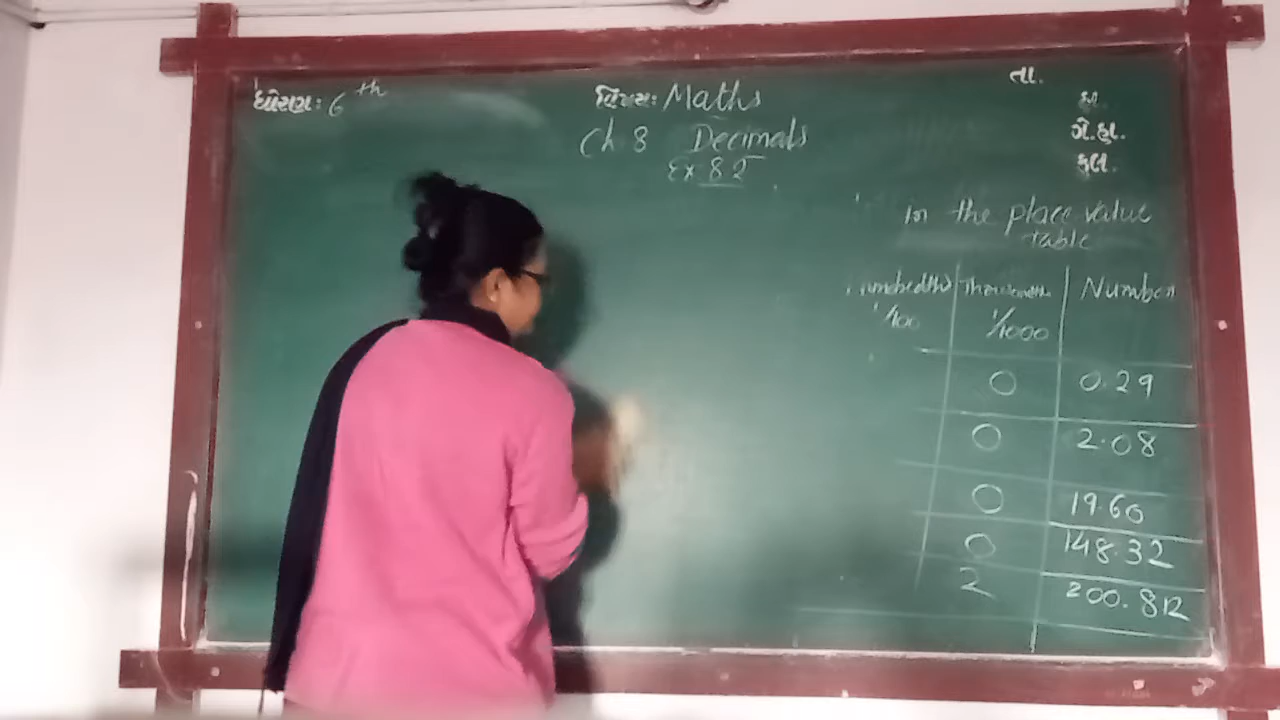 ધોરણ: 6th
વિષય: Maths
તા.
Ch 8 Decimals
Ex 8.2
હા.
ગે.હા.
કુલ.
in the place value
table
Hundredths Thousandths Number
1/100 1/1000
0 0.29
0 2.08
0 19.60
0 148.32
2 200.812